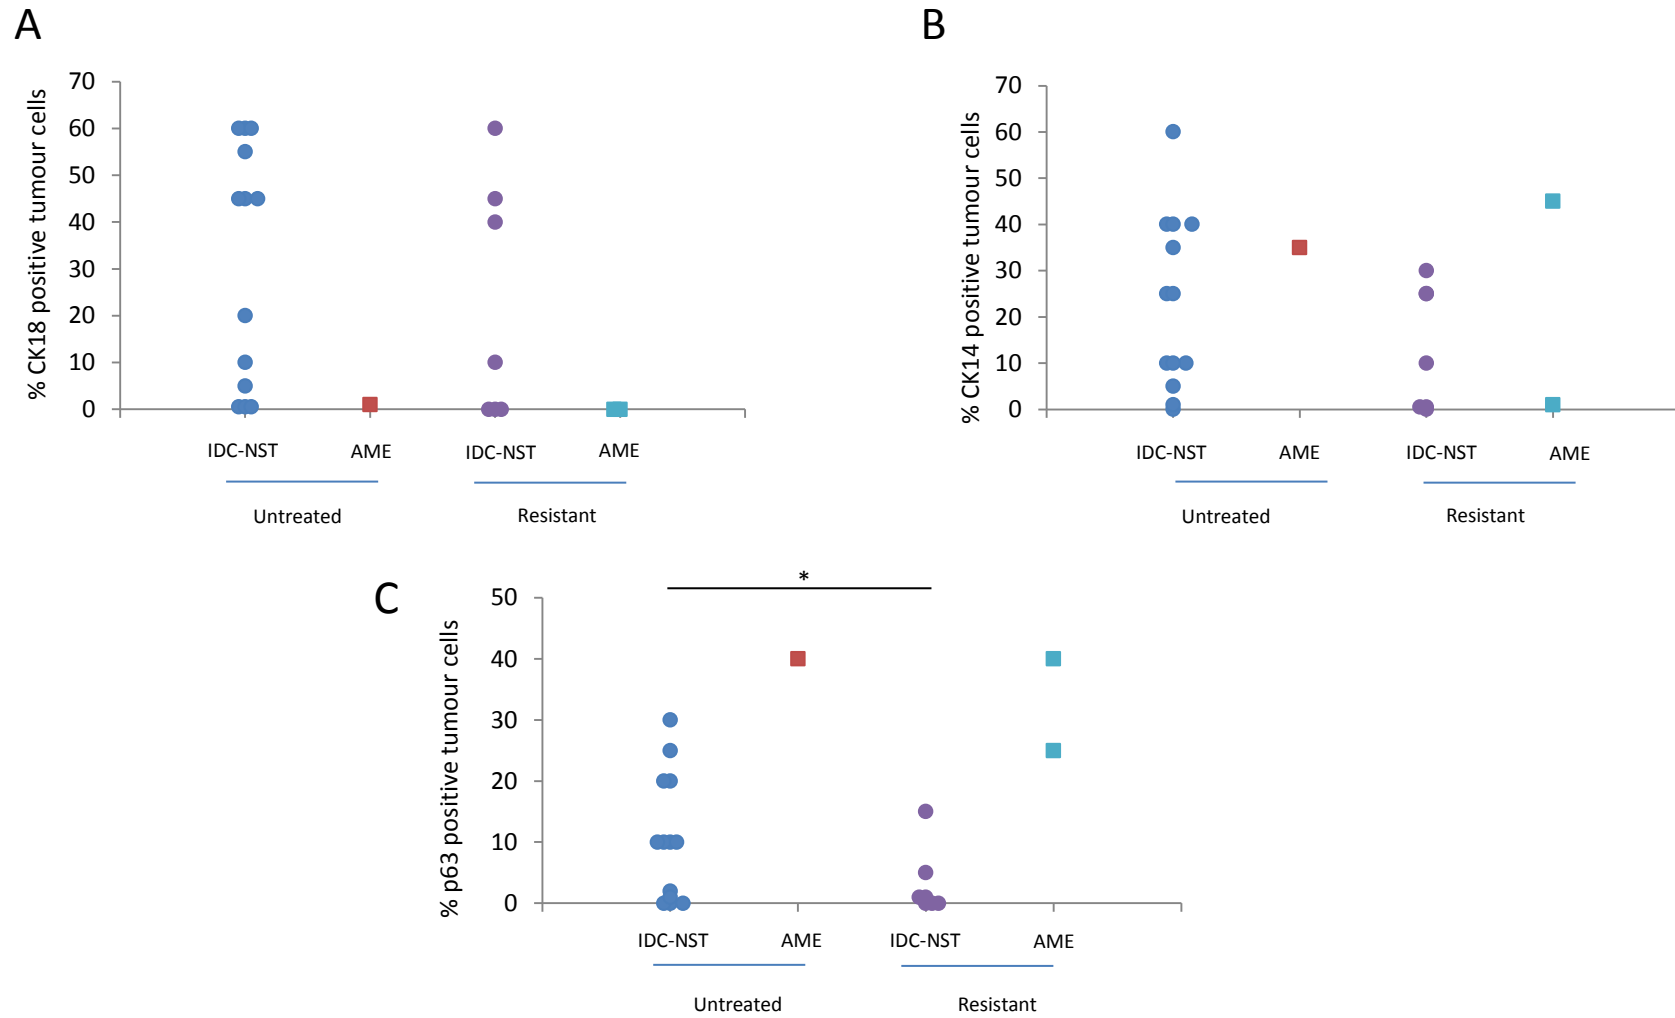 A
% CK18 positive tumour cells
70
60
50
40
30
20
10
0
IDC-NST AME IDC-NST AME
Untreated Resistant
B
% CK14 positive tumour cells
70
60
50
40
30
20
10
0
IDC-NST AME IDC-NST AME
Untreated Resistant
C
*
% p63 positive tumour cells
50
40
30
20
10
0
IDC-NST AME IDC-NST AME
Untreated Resistant